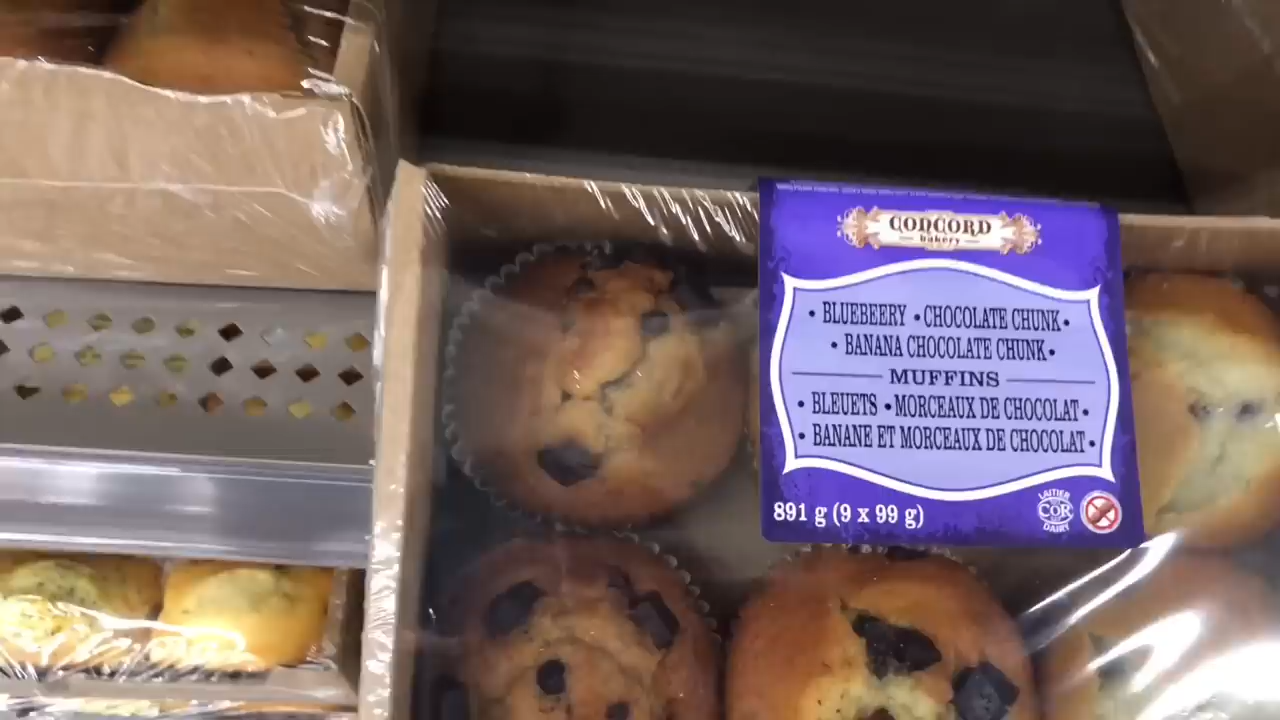 CONCORD
bakery
• BLUEBEERY • CHOCOLATE CHUNK •
• BANANA CHOCOLATE CHUNK •
MUFFINS
• BLEUETS • MORCEAUX DE CHOCOLAT •
• BANANE ET MORCEAUX DE CHOCOLAT •
891 g (9 x 99 g)
LAITIER
COR
DAIRY